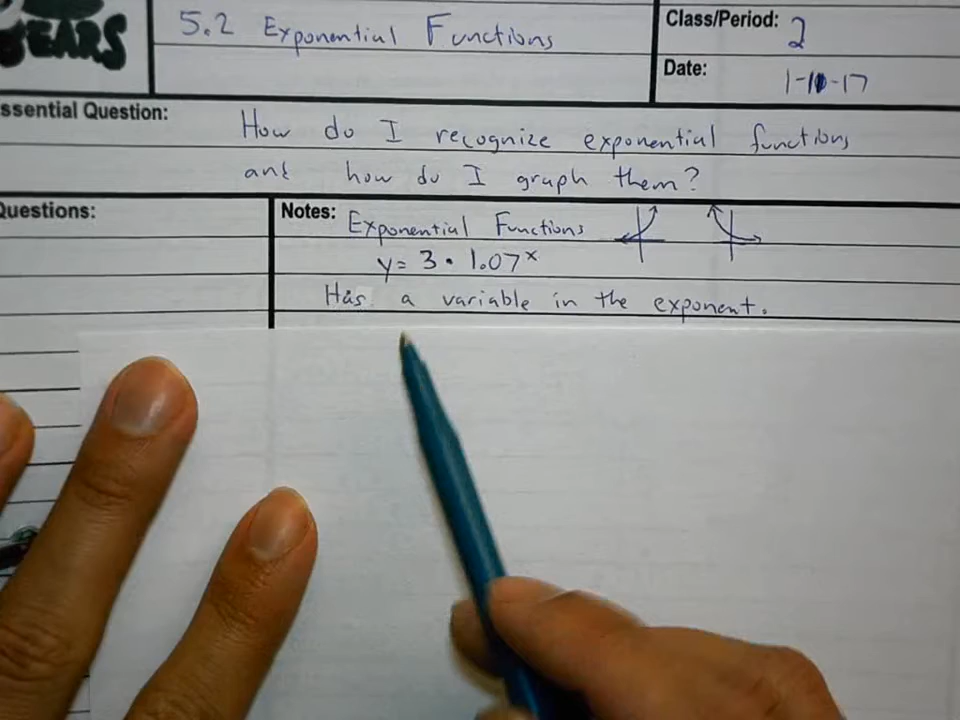 EARS
5.2 Exponential Functions
Class/Period: 2
Date: 1-10-17
ssential Question:
How do I recognize exponential functions
and how do I graph them?
Questions:
Notes: Exponential Functions
y = 3 · 1.07ˣ
Has a variable in the exponent.